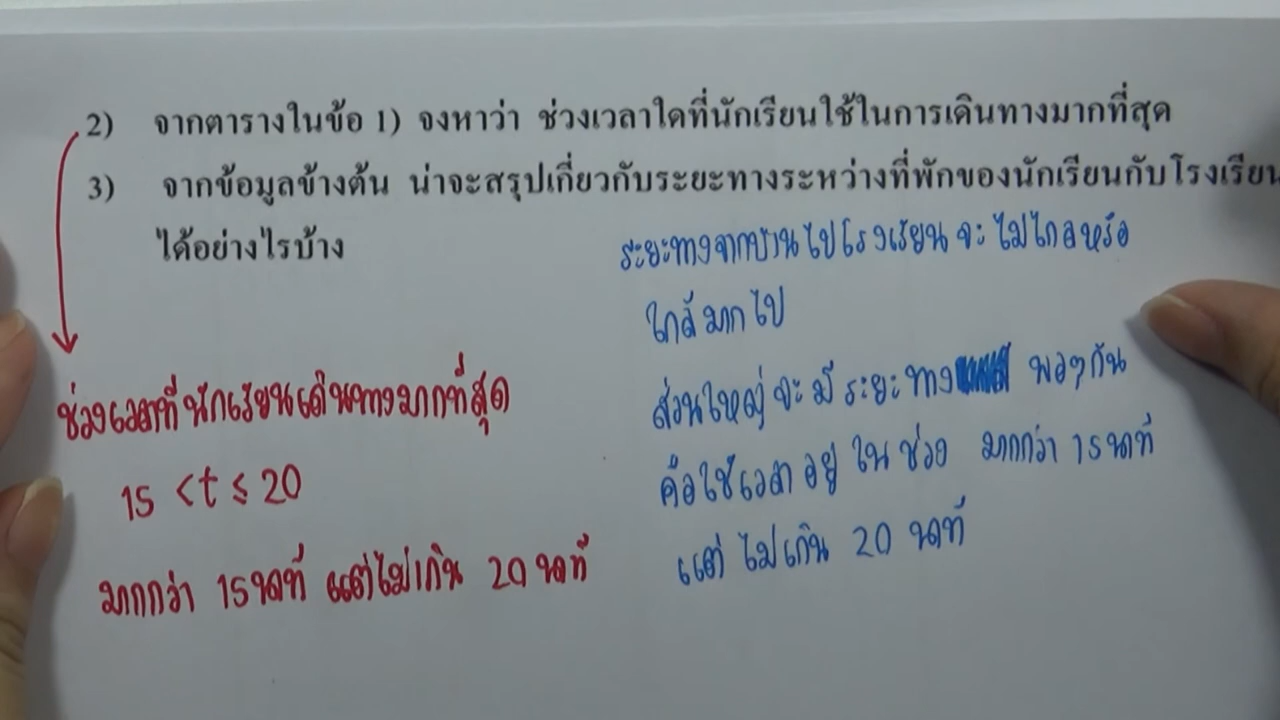 2) จากตารางในข้อ 1) จงหาว่า ช่วงเวลาใดที่นักเรียนใช้ในการเดินทางมากที่สุด
3) จากข้อมูลข้างต้น น่าจะสรุปเกี่ยวกับระยะทางระหว่างที่พักของนักเรียนกับโรงเรียน
ได้อย่างไรบ้าง
ระยะทางจากบ้านไปโรงเรียนจะไม่ไกลหรือ
ใกล้มากไป
ส่วนใหญ่จะมีระยะทาง พอๆกัน
คือใช้เวลาอยู่ในช่วง มากกว่า 15 นาที
แต่ไม่เกิน 20 นาที
ช่วงเวลาที่นักเรียนเดินทางมากที่สุด
15 < t ≤ 20
มากกว่า 15 นาที แต่ไม่เกิน 20 นาที